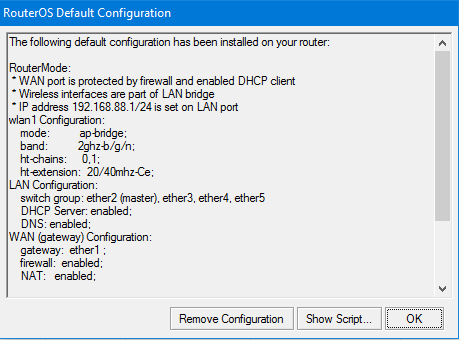 RouterOS Default Configuration
The following default configuration has been installed on your router:
RouterMode:
* WAN port is protected by firewall and enabled DHCP client
* Wireless interfaces are part of LAN bridge
* IP address 192.168.88.1/24 is set on LAN port
wlan1 Configuration:
mode: ap-bridge;
band: 2ghz-b/g/n;
ht-chains: 0,1;
ht-extension: 20/40mhz-Ce;
LAN Configuration:
switch group: ether2 (master), ether3, ether4, ether5
DHCP Server: enabled;
DNS: enabled;
WAN (gateway) Configuration:
gateway: ether1 ;
firewall: enabled;
NAT: enabled;
Remove Configuration Show Script... OK